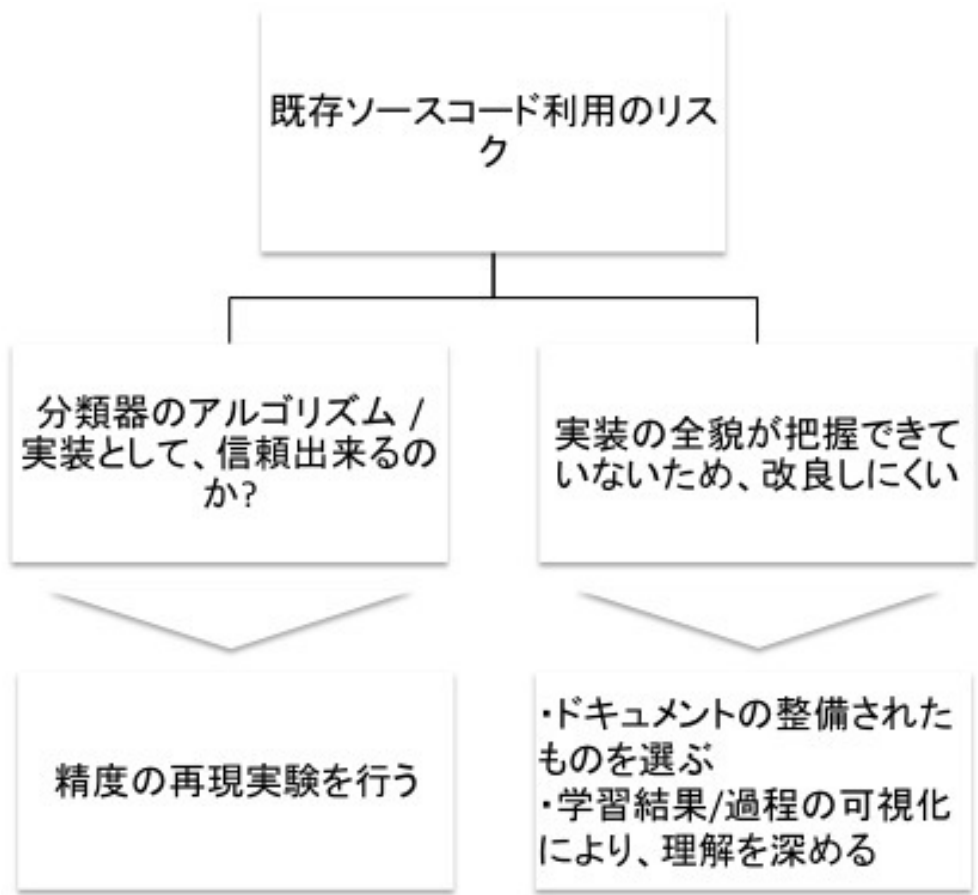 既存ソースコード利用のリス
ク
分類器のアルゴリズム /
実装として、信頼出来るの
か?
実装の全貌が把握できて
いないため、改良しにくい
精度の再現実験を行う
・ドキュメントの整備された
ものを選ぶ
・学習結果/過程の可視化
により、理解を深める